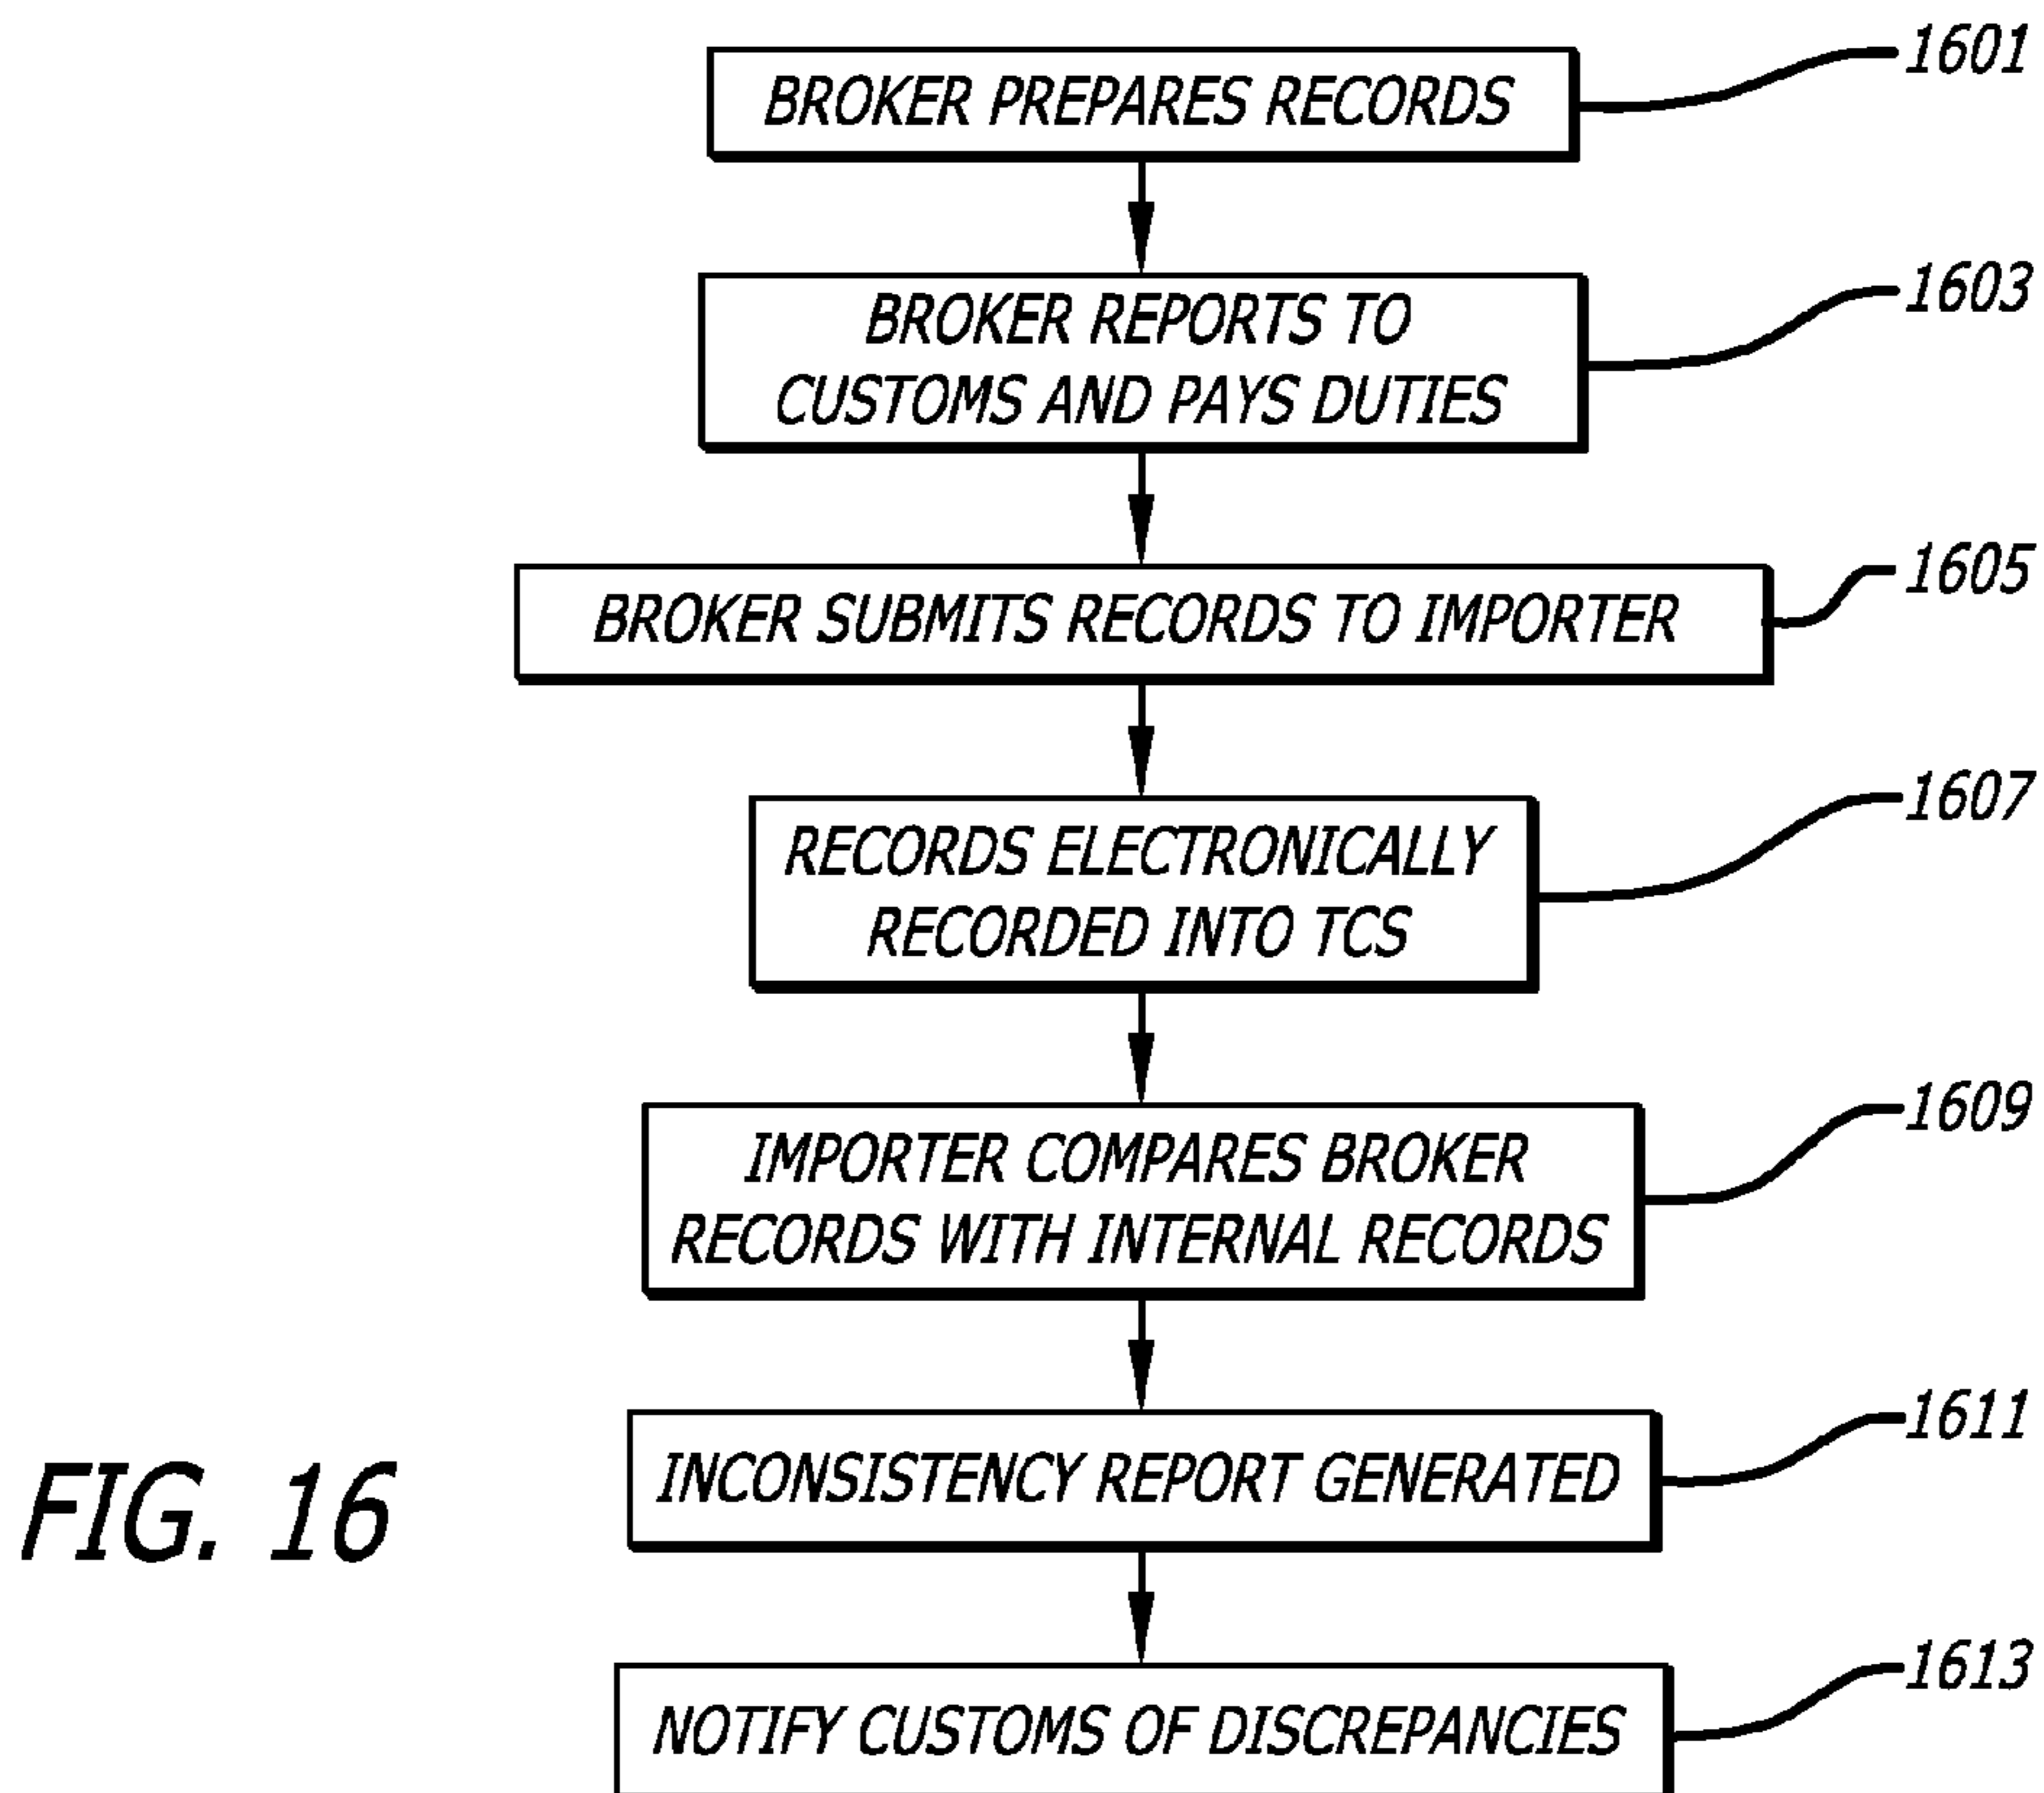 1601
BROKER PREPARES RECORDS
1603
BROKER REPORTS TO
CUSTOMS AND PAYS DUTIES
1605
BROKER SUBMITS RECORDS TO IMPORTER
1607
RECORDS ELECTRONICALLY
RECORDED INTO TCS
1609
IMPORTER COMPARES BROKER
RECORDS WITH INTERNAL RECORDS
1611
INCONSISTENCY REPORT GENERATED
FIG. 16
1613
NOTIFY CUSTOMS OF DISCREPANCIES